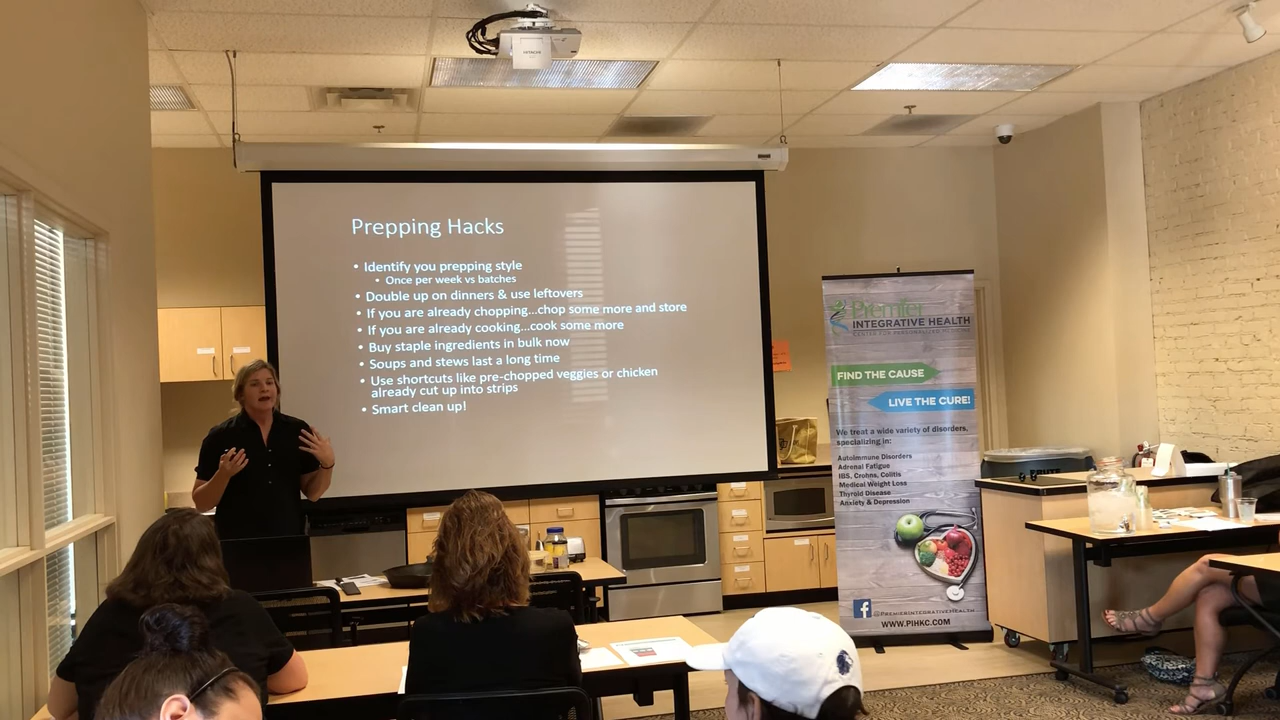 HITACHI
Prepping Hacks
• Identify you prepping style
• Once per week vs batches
• Double up on dinners & use leftovers
• If you are already chopping...chop some more and store
• If you are already cooking...cook some more
• Buy staple ingredients in bulk now
• Soups and stews last a long time
• Use shortcuts like pre-chopped veggies or chicken
already cut up into strips
• Smart clean up!
Premier
INTEGRATIVE HEALTH
FIND THE CAUSE
LIVE THE CURE!
We treat a wide variety of disorders,
specializing in:
Autoimmune Disorders
Adrenal Fatigue
IBS, Crohns, Colitis
Medical Weight Loss
Thyroid Disease
Anxiety & Depression
f @PremierIntegrativeHealth
WWW.PIHKC.COM